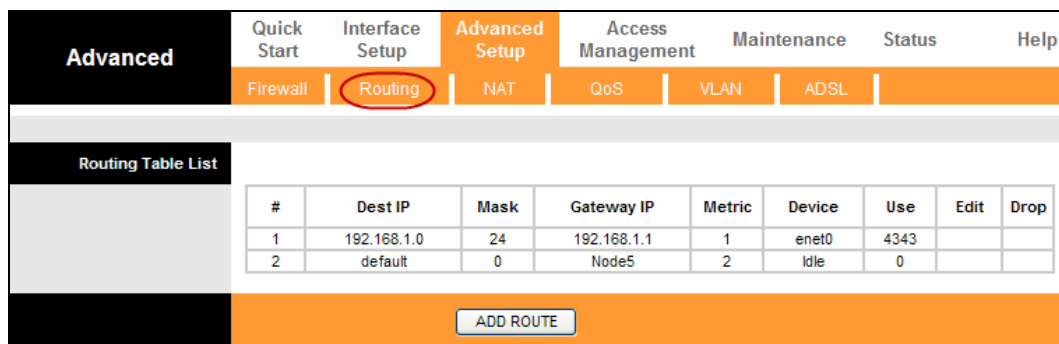 Advanced
Quick Start
Interface Setup
Advanced Setup
Access Management
Maintenance
Status
Help
Firewall Routing NAT QoS VLAN ADSL
Routing Table List
# Dest IP Mask Gateway IP Metric Device Use Edit Drop
1 192.168.1.0 24 192.168.1.1 1 enet0 4343
2 default 0 Node5 2 Idle 0
ADD ROUTE